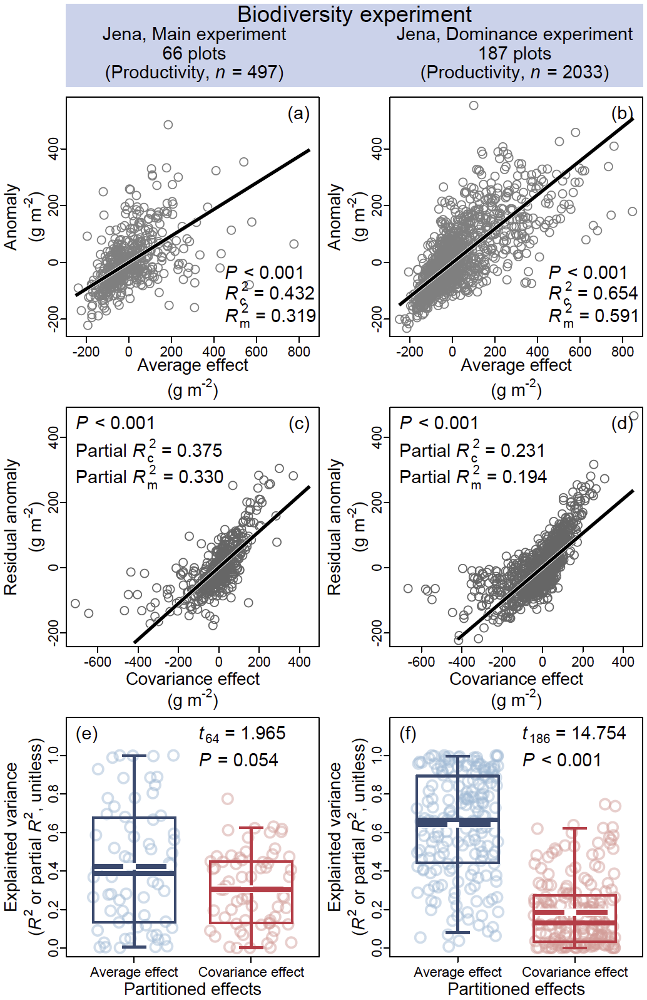 Biodiversity experiment
Jena, Main experiment
66 plots
(Productivity, n = 497)
Jena, Dominance experiment
187 plots
(Productivity, n = 2033)
(a)
Anomaly
(g m-2)
400
200
0
-200
P < 0.001
R2c = 0.432
R2m = 0.319
-200 0 200 400 600 800
Average effect
(g m-2)
(b)
Anomaly
(g m-2)
400
200
0
-200
P < 0.001
R2c = 0.654
R2m = 0.591
-200 0 200 400 600 800
Average effect
(g m-2)
(c)
P < 0.001
Partial R2c = 0.375
Partial R2m = 0.330
Residual anomaly
(g m-2)
400
200
0
-200
-600 -400 -200 0 200 400
Covariance effect
(g m-2)
(d)
P < 0.001
Partial R2c = 0.231
Partial R2m = 0.194
Residual anomaly
(g m-2)
400
200
0
-200
-600 -400 -200 0 200 400
Covariance effect
(g m-2)
(e)
t64 = 1.965
P = 0.054
Explainted variance
(R2 or partial R2, unitless)
1.0
0.8
0.6
0.4
0.2
0.0
Average effect Covariance effect
Partitioned effects
(f)
t186 = 14.754
P < 0.001
Explainted variance
(R2 or partial R2, unitless)
1.0
0.8
0.6
0.4
0.2
0.0
Average effect Covariance effect
Partitioned effects